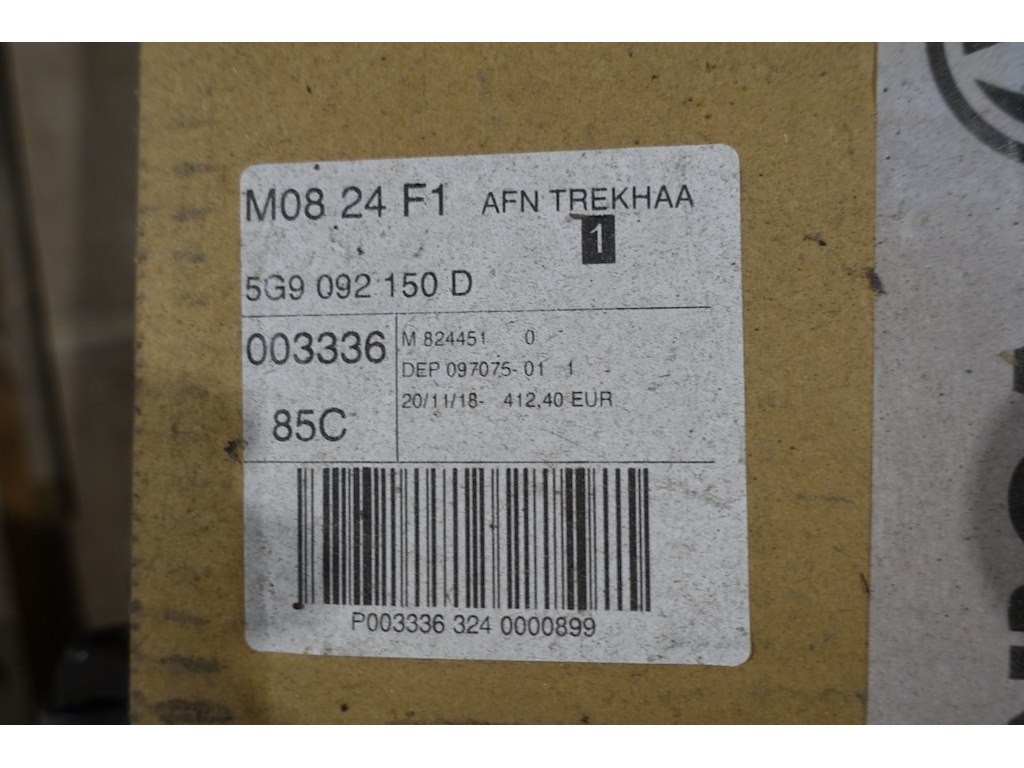 M08 24 F1 AFN TREKHAA
1
5G9 092 150 D
003336
85C
M 824451 0
DEP 097075-01 1
20/11/18- 412,40 EUR
P003336 324 0000899